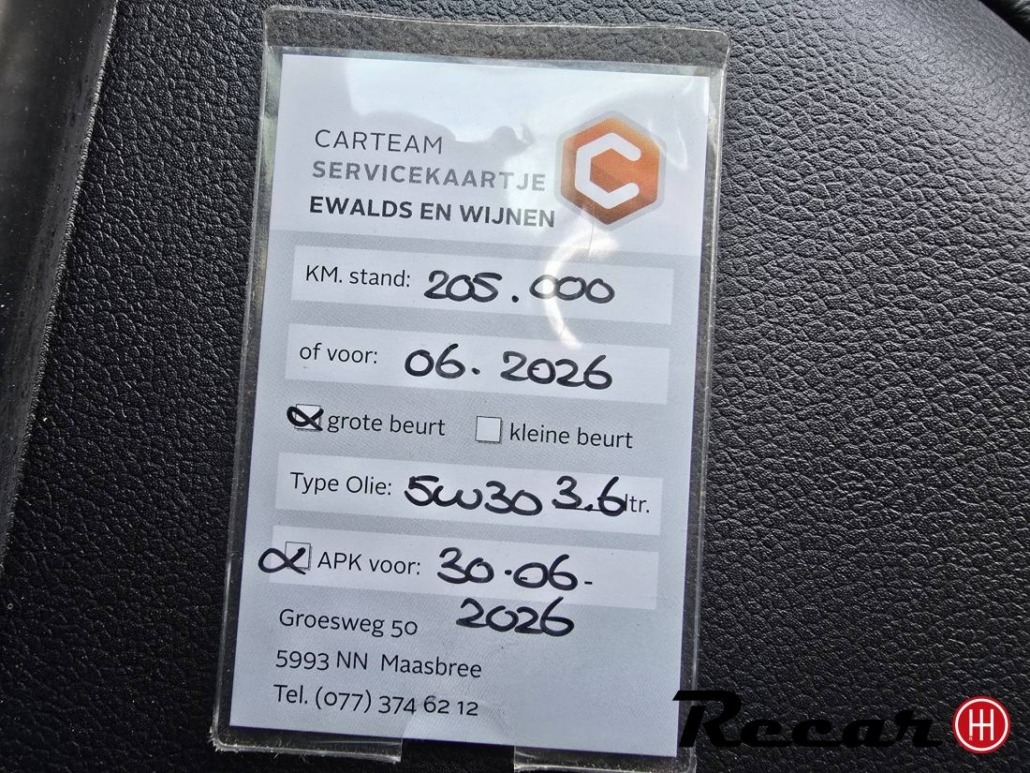 CARTEAM
SERVICEKAARTJE
EWALDS EN WIJNEN
KM. stand: 205.000
of voor: 06.2026
grote beurt kleine beurt
Type Olie: 5W30 3.6 ltr.
APK voor: 30-06-
2026
Groesweg 50
5993 NN Maasbree
Tel. (077) 374 62 12
Recar